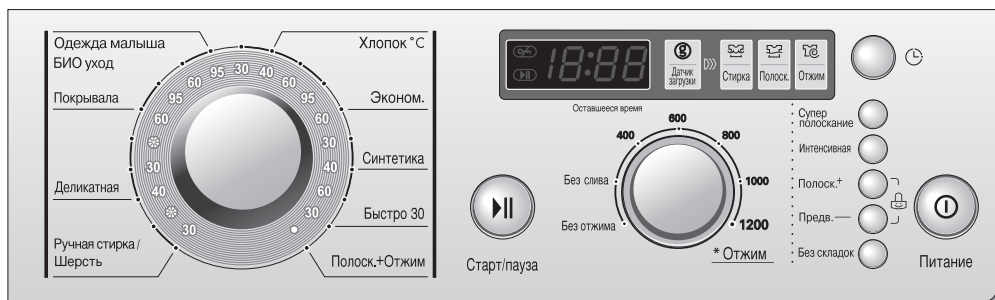 Одежда малыша
БИО уход
Покрывала
Деликатная
Ручная стирка /
Шерсть
Хлопок °C
Эконом.
Синтетика
Быстро 30
Полоск.+Отжим
30
40
60
95
60
30
40
60
30
40
60
30
40
30
60
95
60
95
18:88
Датчик
загрузки
Стирка
Полоск.
Отжим
Оставшееся время
Без отжима
Без слива
400
600
800
1000
1200
* Отжим
Старт/пауза
Супер
полоскание
Интенсивная
Полоск.+
Предв.
Без складок
Питание